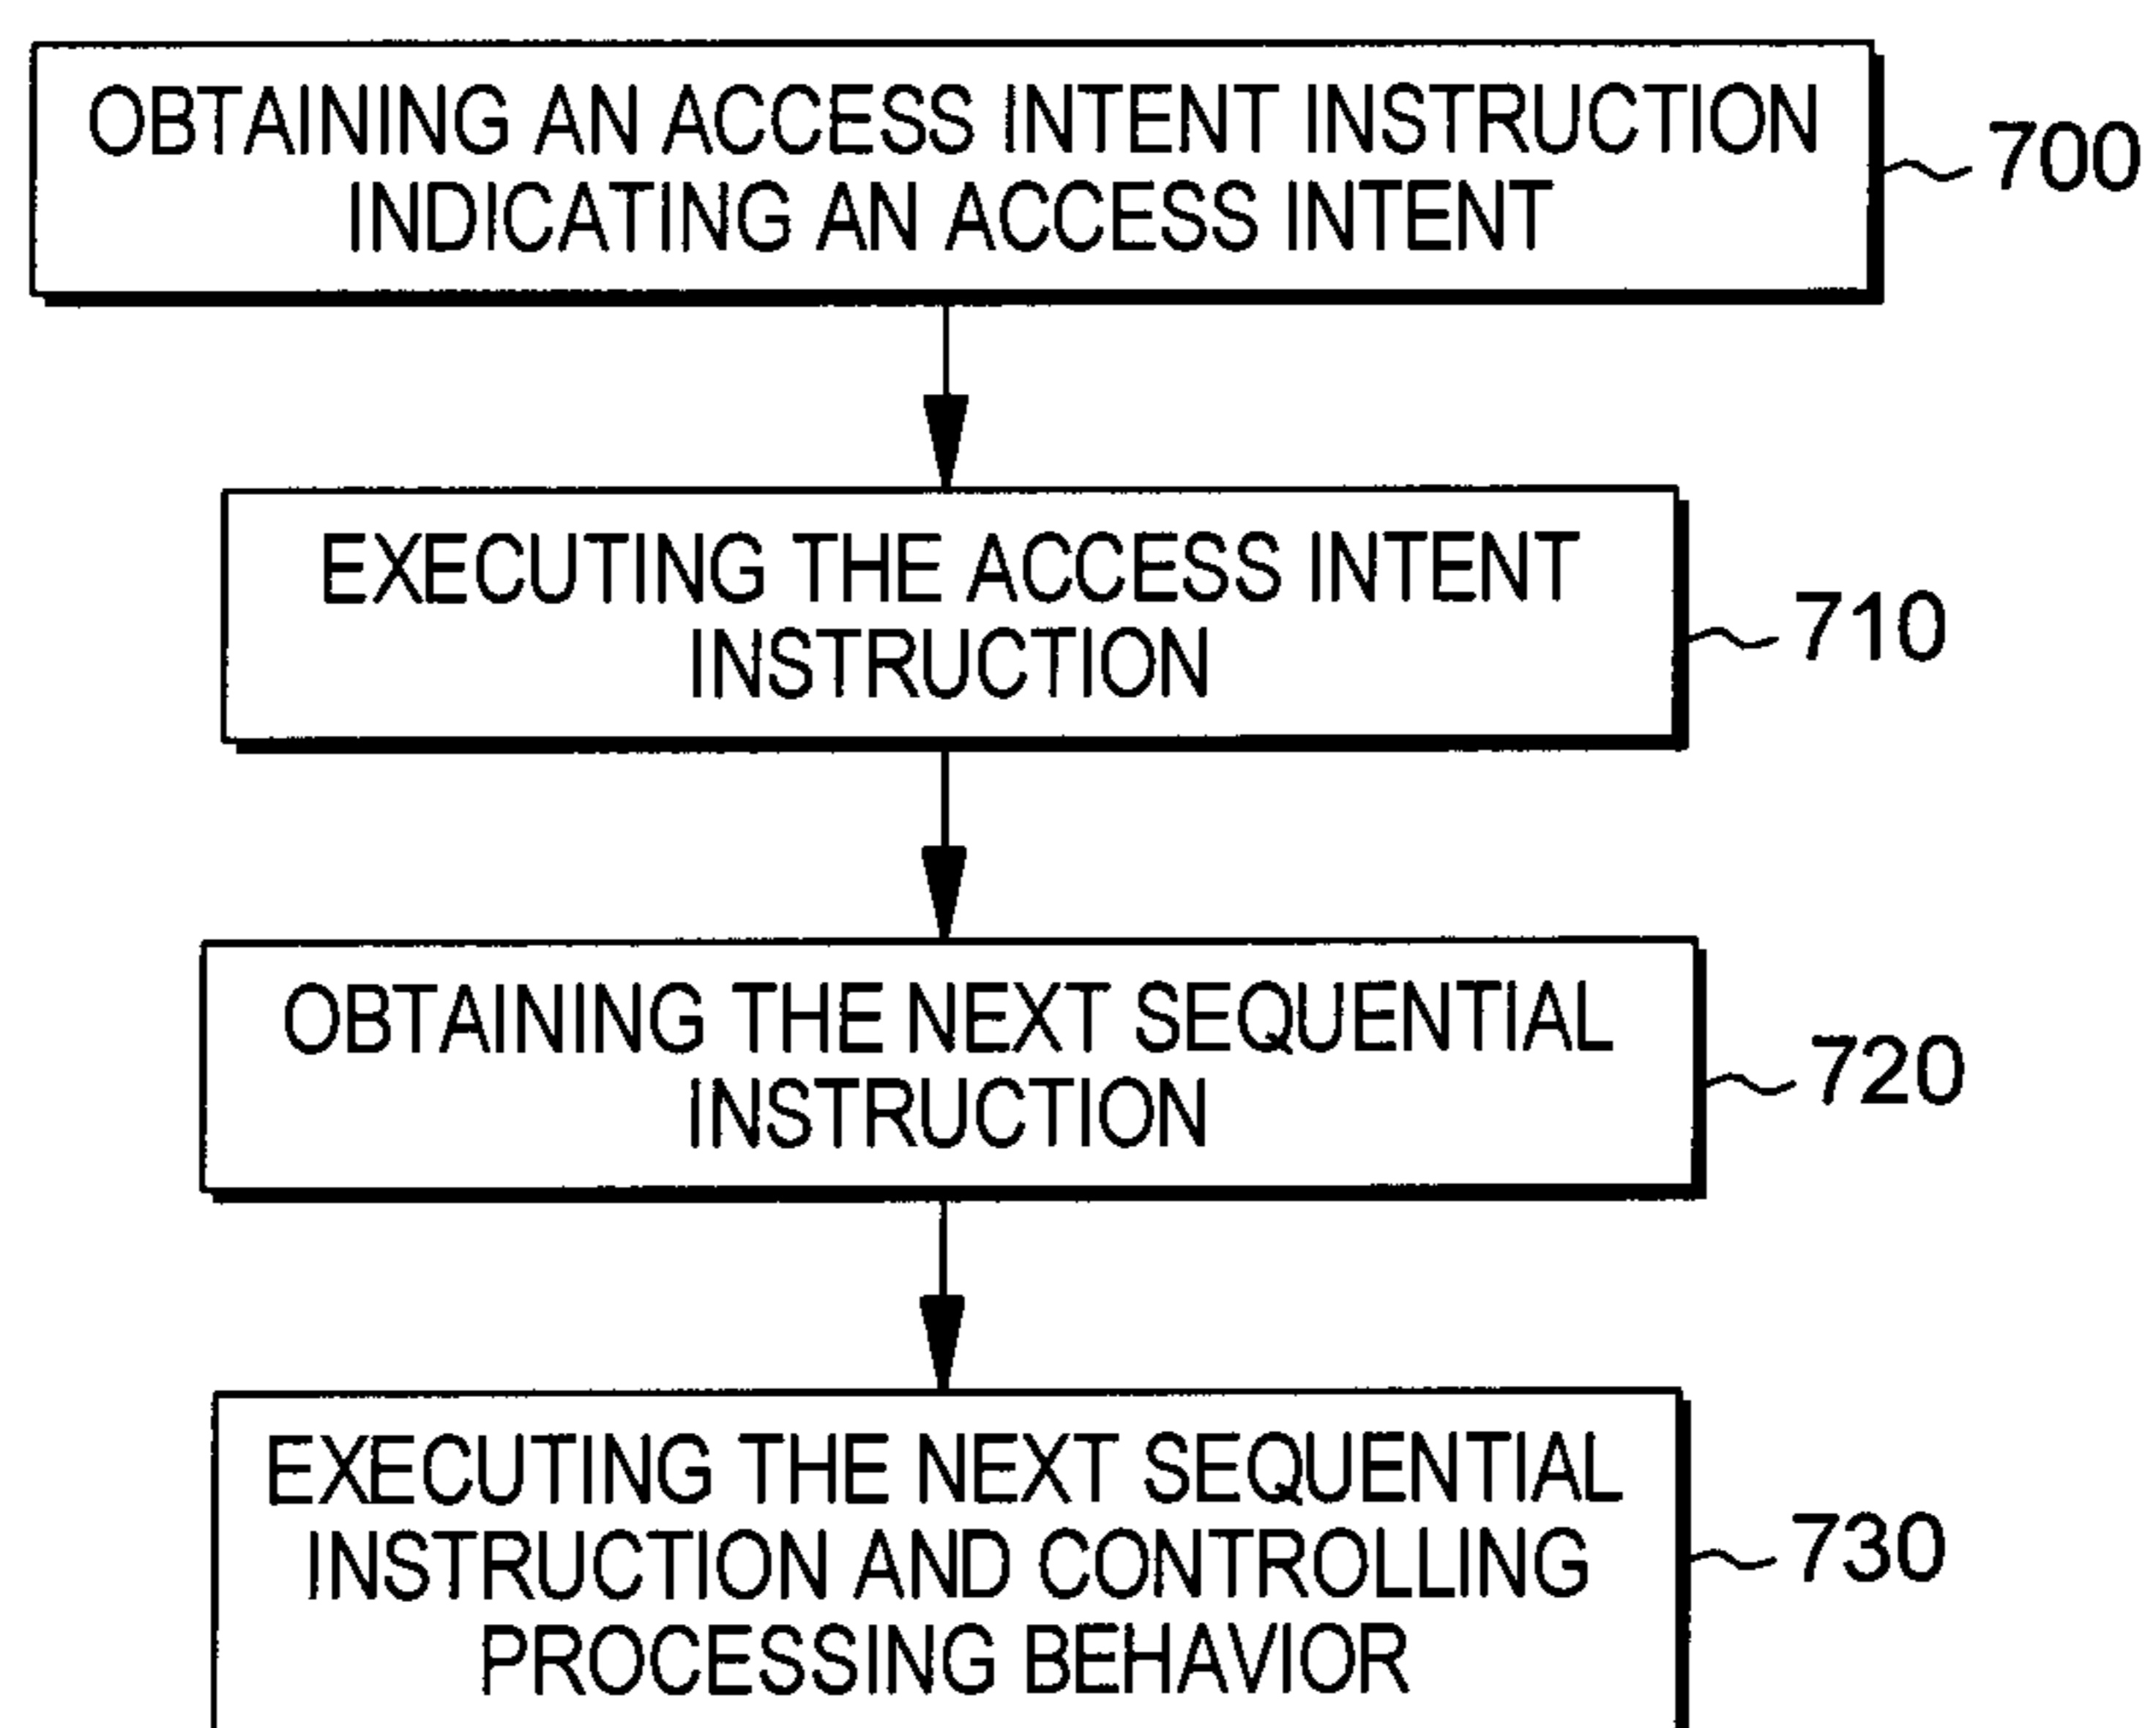 OBTAINING AN ACCESS INTENT INSTRUCTION
INDICATING AN ACCESS INTENT
700
EXECUTING THE ACCESS INTENT
INSTRUCTION
710
OBTAINING THE NEXT SEQUENTIAL
INSTRUCTION
720
EXECUTING THE NEXT SEQUENTIAL
INSTRUCTION AND CONTROLLING
PROCESSING BEHAVIOR
730